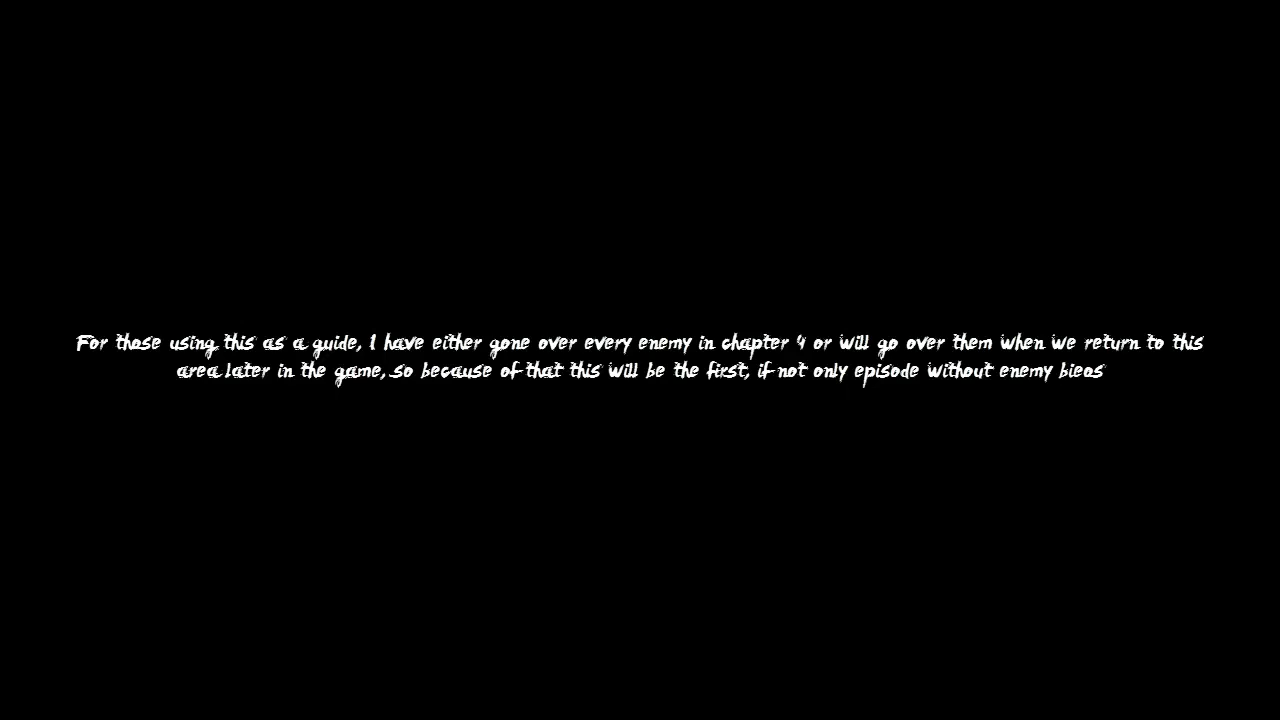 For those using this as a guide, I have either gone over every enemy in chapter 4 or will go over them when we return to this
area later in the game, so because of that this will be the first, if not only episode without enemy bieos